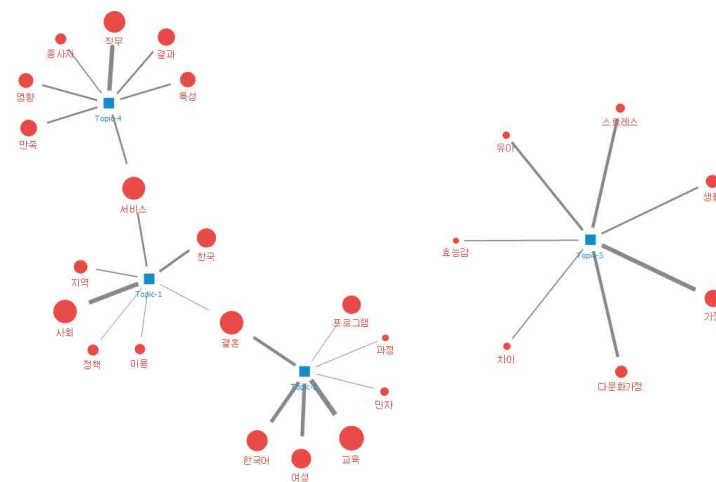 직무
종사자
결과
영향
특성
Topic-4
만족
서비스
한국
지역
Topic-1
사회
정책
이용
결혼
프로그램
과정
민자
한국어
여성
교육
스트레스
유아
효능감
Topic-3
차이
다문화가정